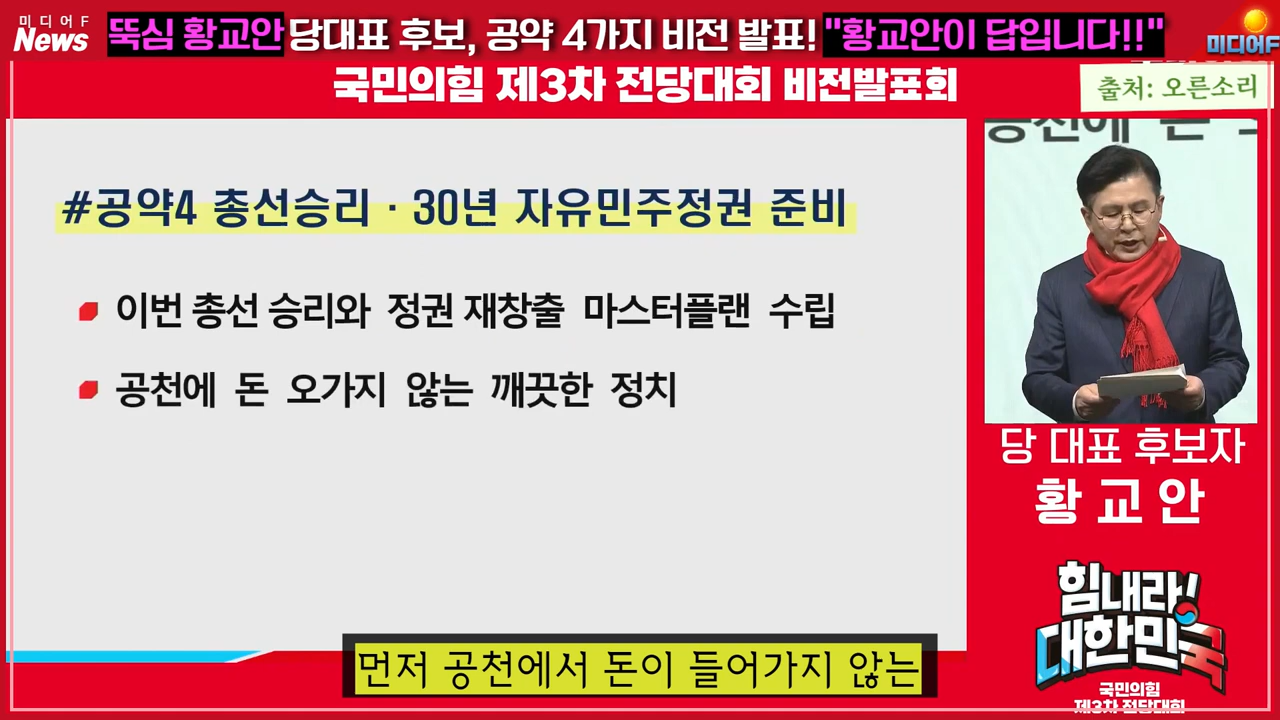 미디어F
News
뚝심 황교안 당대표 후보, 공약 4가지 비전 발표! "황교안이 답입니다!!"
미디어F
국민의힘 제3차 전당대회 비전발표회
출처: 오른소리
#공약4 총선승리 · 30년 자유민주정권 준비
이번 총선 승리와 정권 재창출 마스터플랜 수립
공천에 돈 오가지 않는 깨끗한 정치
공천에 돈
당 대표 후보자
황교안
힘내라!
대한민국
국민의힘
제3차 전당대회
먼저 공천에서 돈이 들어가지 않는